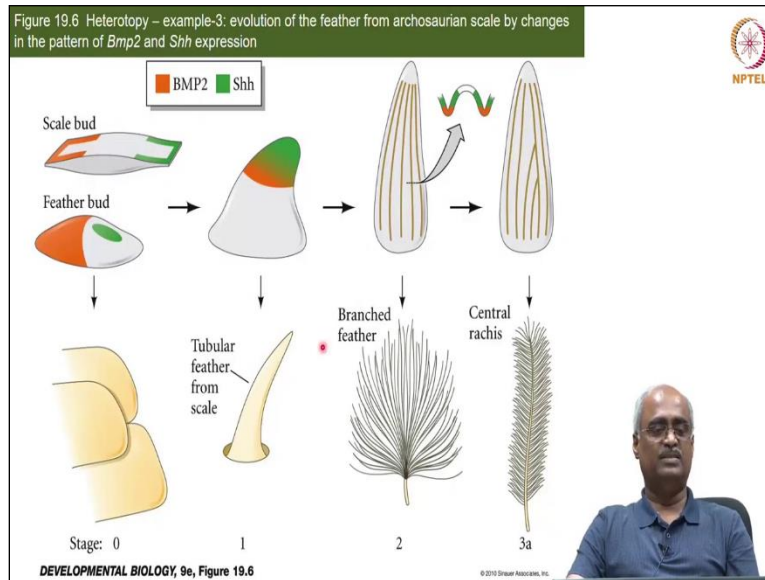 Figure 19.6 Heterotopy – example-3: evolution of the feather from archosaurian scale by changes
in the pattern of Bmp2 and Shh expression
NPTEL
BMP2 Shh
Scale bud
Feather bud
Tubular
feather
from
scale
Branched
feather
Central
rachis
Stage: 0 1 2 3a
DEVELOPMENTAL BIOLOGY, 9e, Figure 19.6
© 2010 Sinauer Associates, Inc.